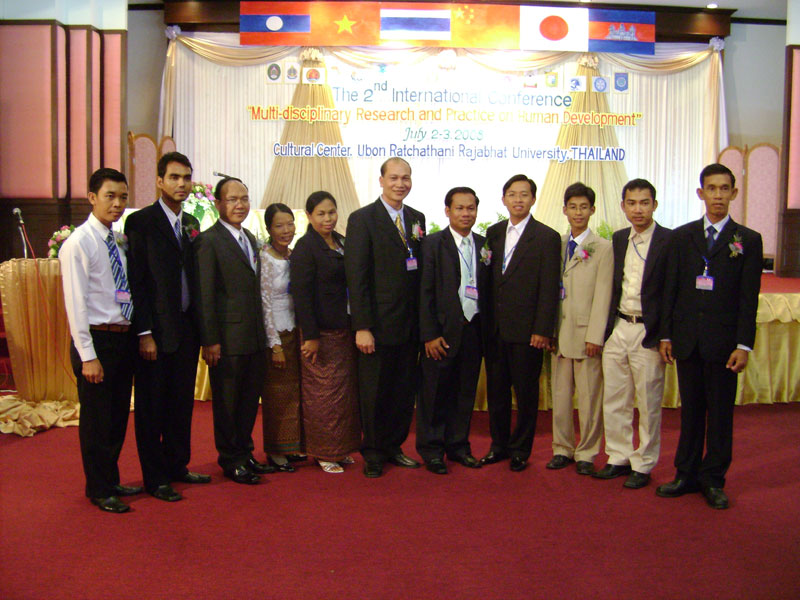 The 2nd International Conference
"Multi-disciplinary Research and Practice on Human Development"
July 2-3, 2008
Cultural Center, Ubon Ratchathani Rajabhat University, THAILAND